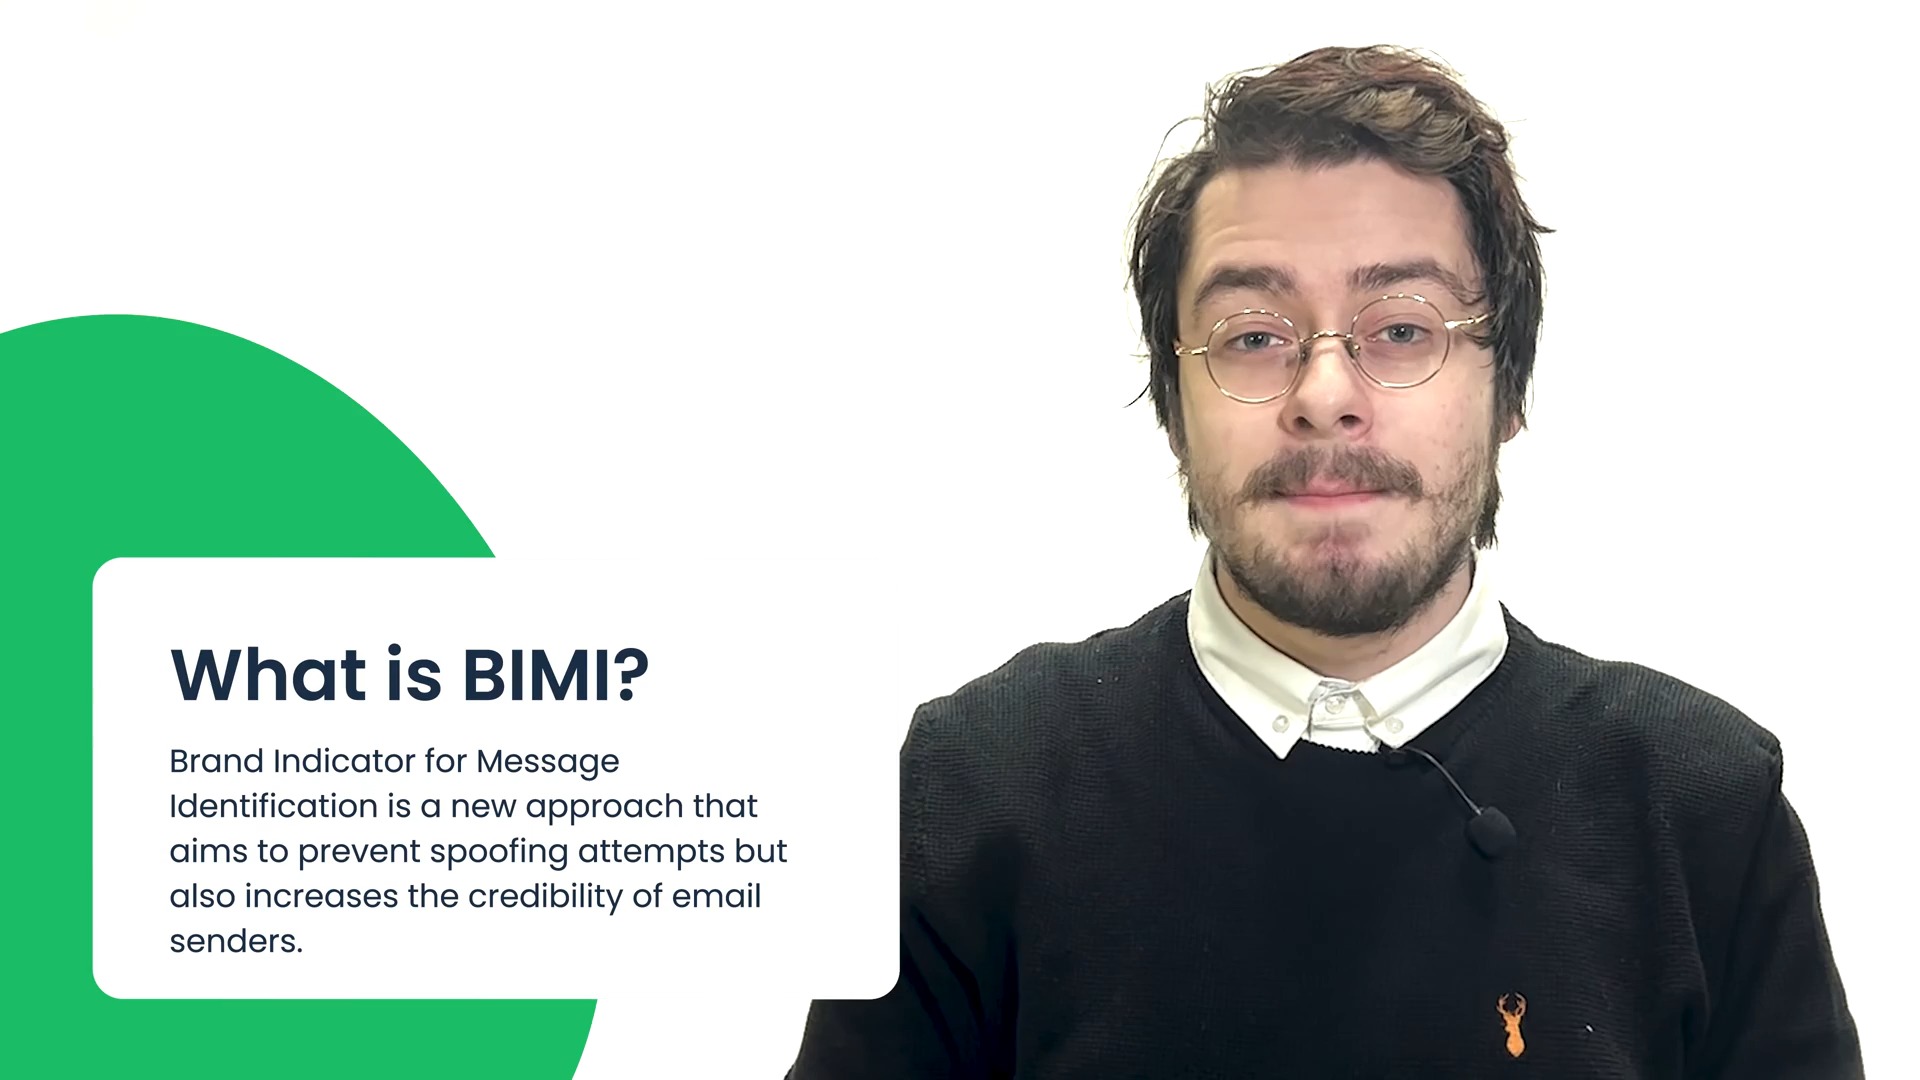 What is BIMI?
Brand Indicator for Message
Identification is a new approach that
aims to prevent spoofing attempts but
also increases the credibility of email
senders.